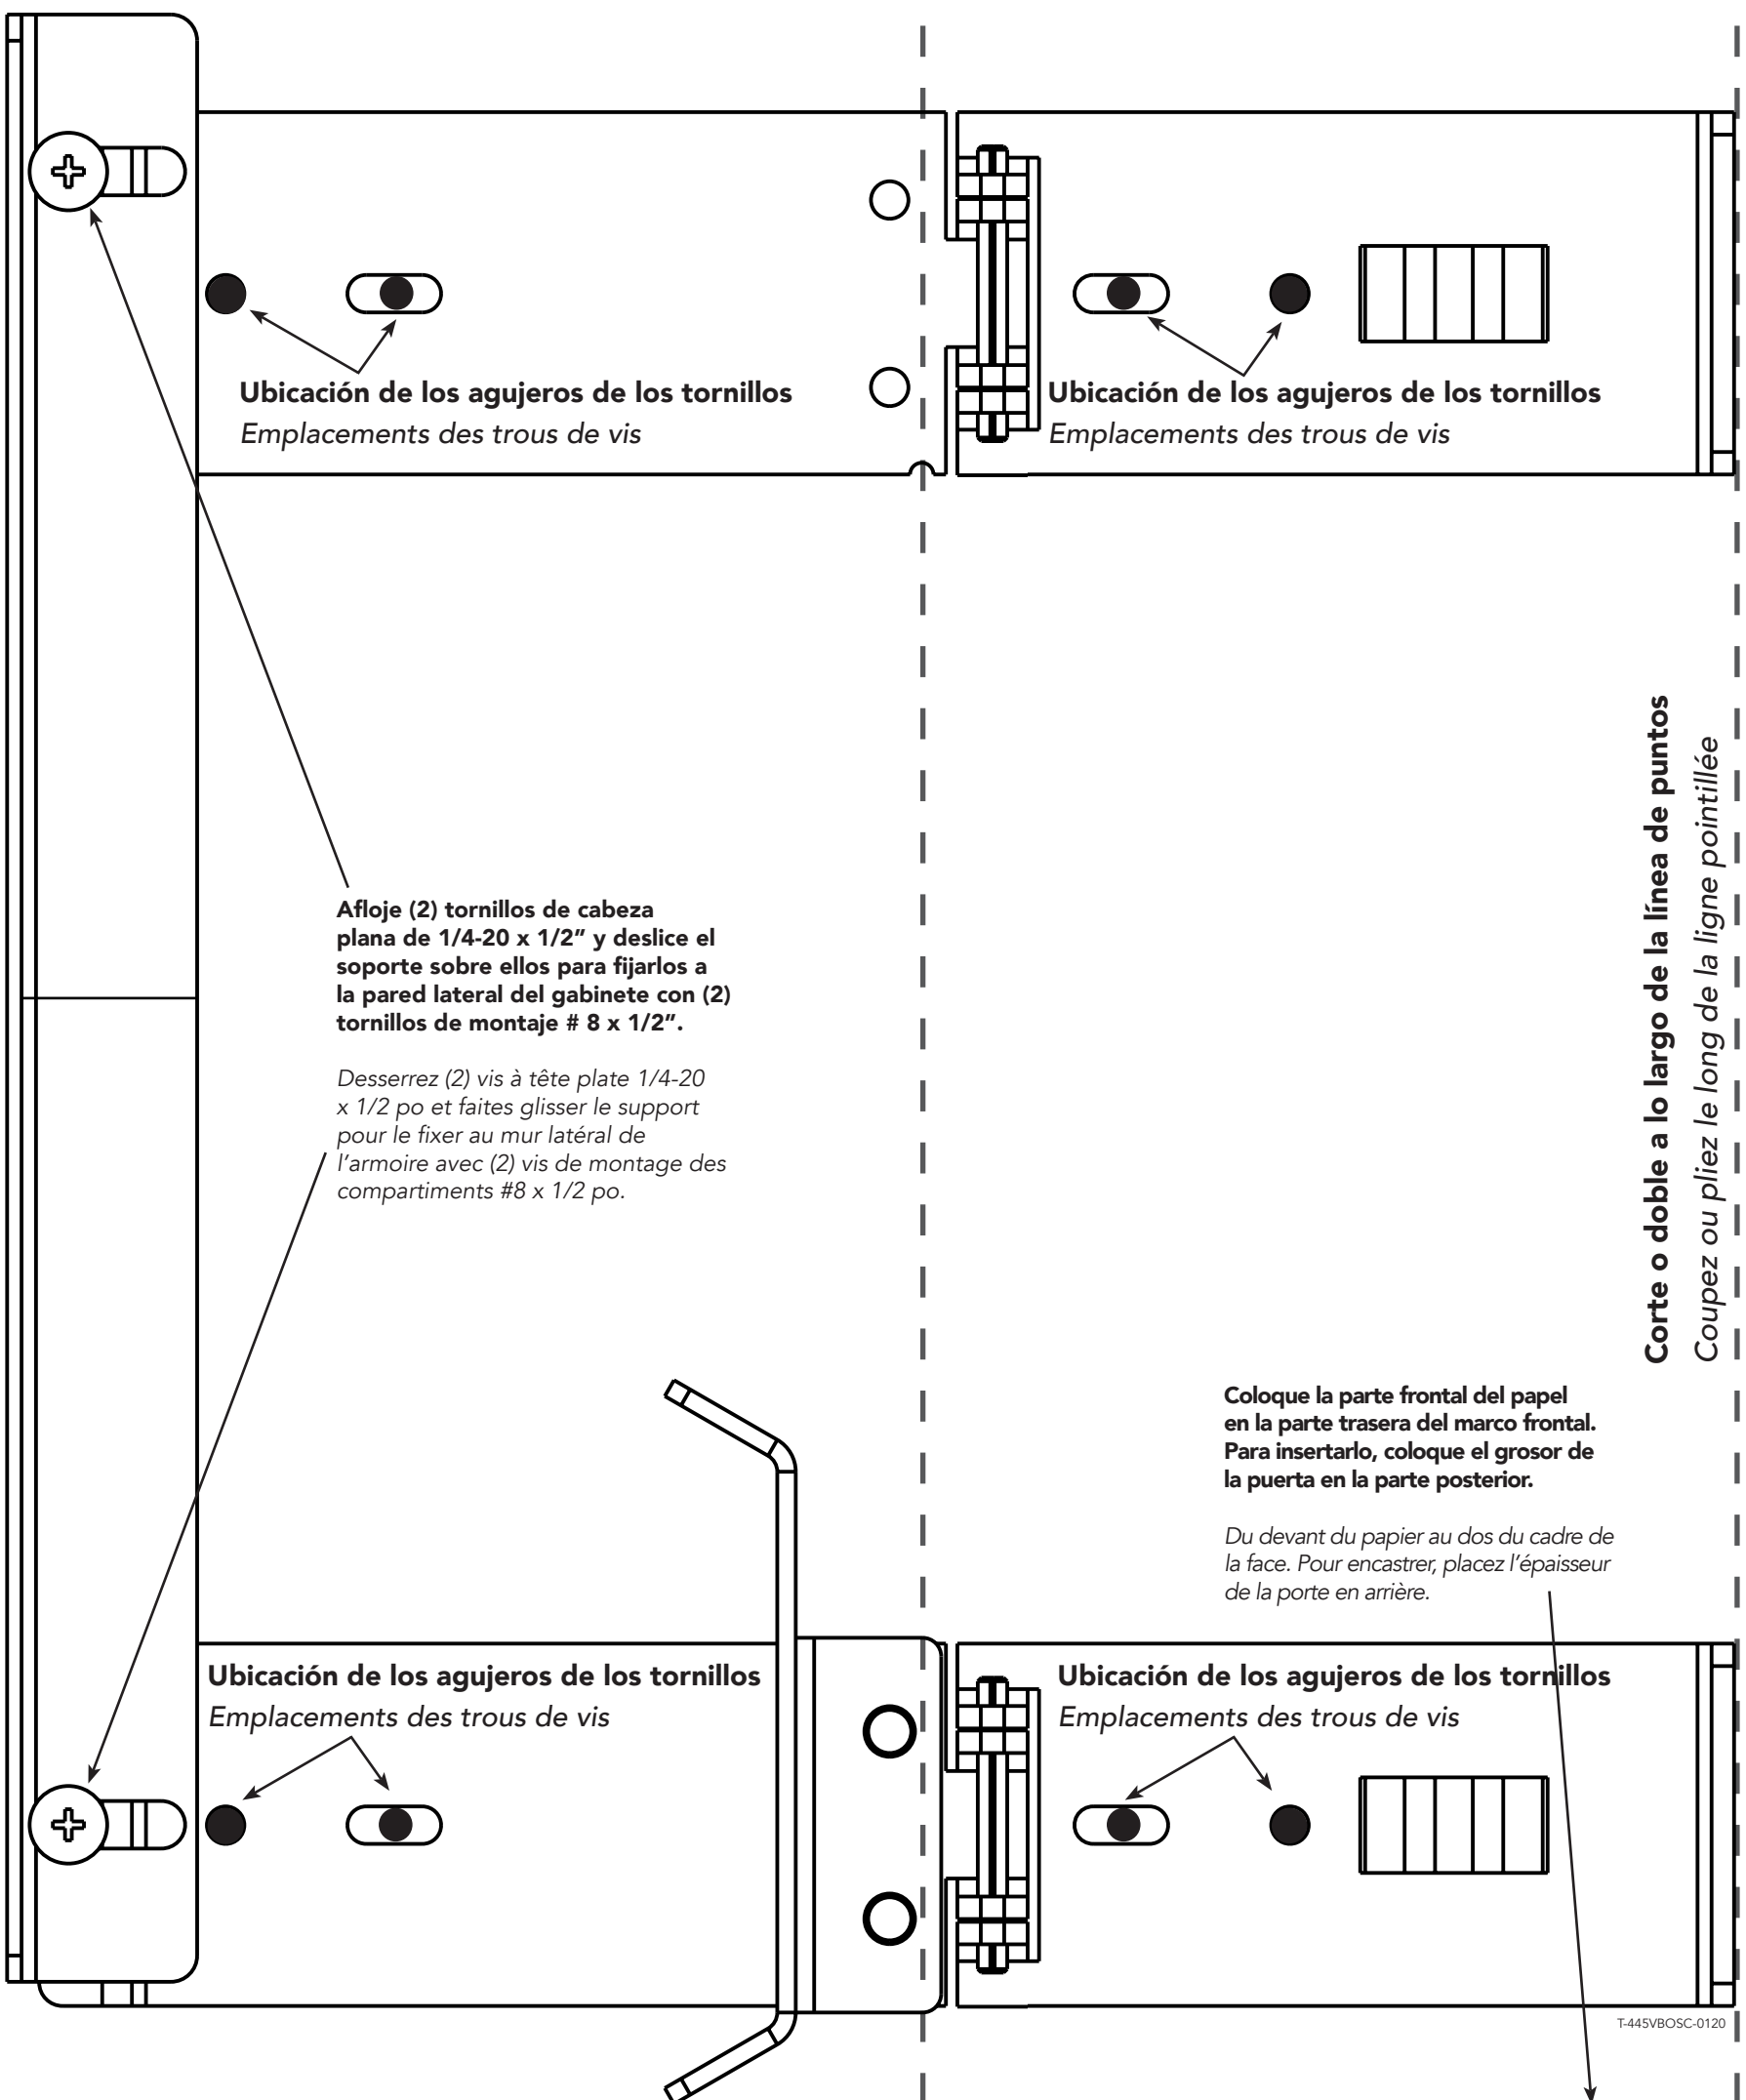 Ubicación de los agujeros de los tornillos
Emplacements des trous de vis
Ubicación de los agujeros de los tornillos
Emplacements des trous de vis
Afloje (2) tornillos de cabeza
plana de 1/4-20 x 1/2” y deslice el
soporte sobre ellos para fijarlos a
la pared lateral del gabinete con (2)
tornillos de montaje # 8 x 1/2”.
Desserrez (2) vis à tête plate 1/4-20
x 1/2 po et faites glisser le support
pour le fixer au mur latéral de
l’armoire avec (2) vis de montage des
compartiments #8 x 1/2 po.
Corte o doble a lo largo de la línea de puntos
Coupez ou pliez le long de la ligne pointillée
Coloque la parte frontal del papel
en la parte trasera del marco frontal.
Para insertarlo, coloque el grosor de
la puerta en la parte posterior.
Du devant du papier au dos du cadre de
la face. Pour encastrer, placez l’épaisseur
de la porte en arrière.
Ubicación de los agujeros de los tornillos
Emplacements des trous de vis
Ubicación de los agujeros de los tornillos
Emplacements des trous de vis
T-445VBOSC-0120